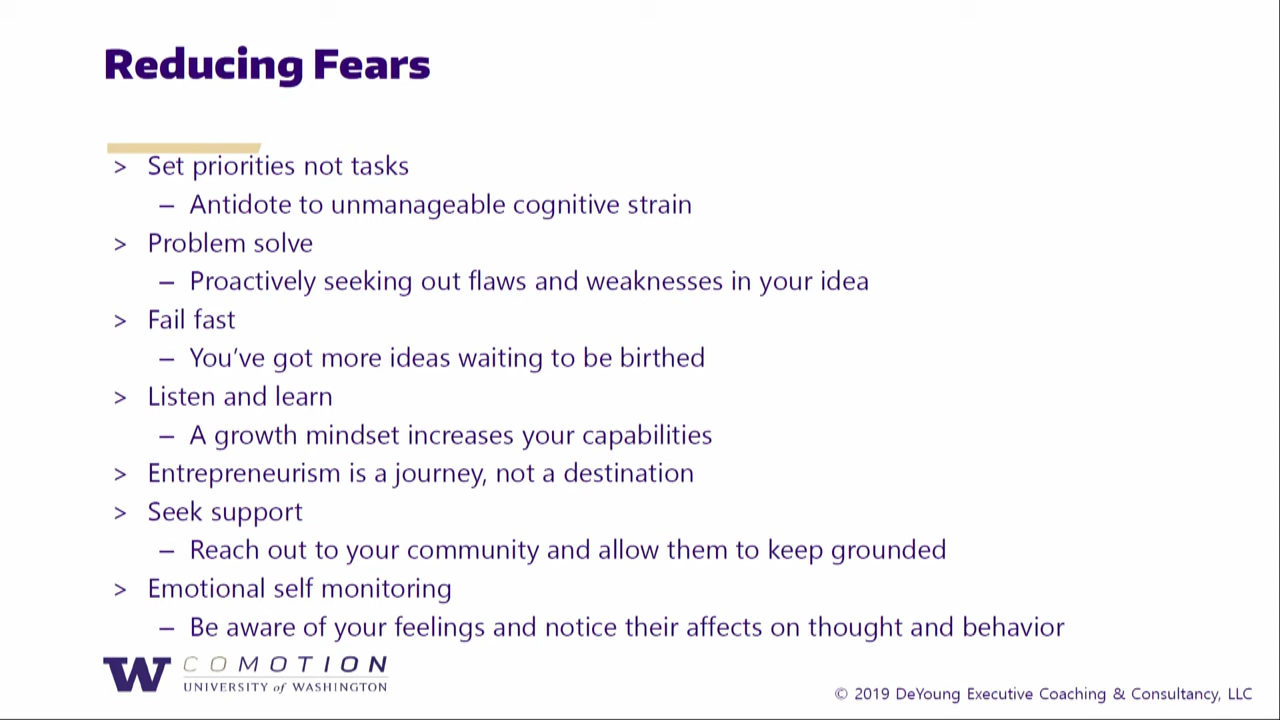 Reducing Fears
> Set priorities not tasks
– Antidote to unmanageable cognitive strain
> Problem solve
– Proactively seeking out flaws and weaknesses in your idea
> Fail fast
– You’ve got more ideas waiting to be birthed
> Listen and learn
– A growth mindset increases your capabilities
> Entrepreneurism is a journey, not a destination
> Seek support
– Reach out to your community and allow them to keep grounded
> Emotional self monitoring
– Be aware of your feelings and notice their affects on thought and behavior
W COMOTION
UNIVERSITY of WASHINGTON
© 2019 DeYoung Executive Coaching & Consultancy, LLC